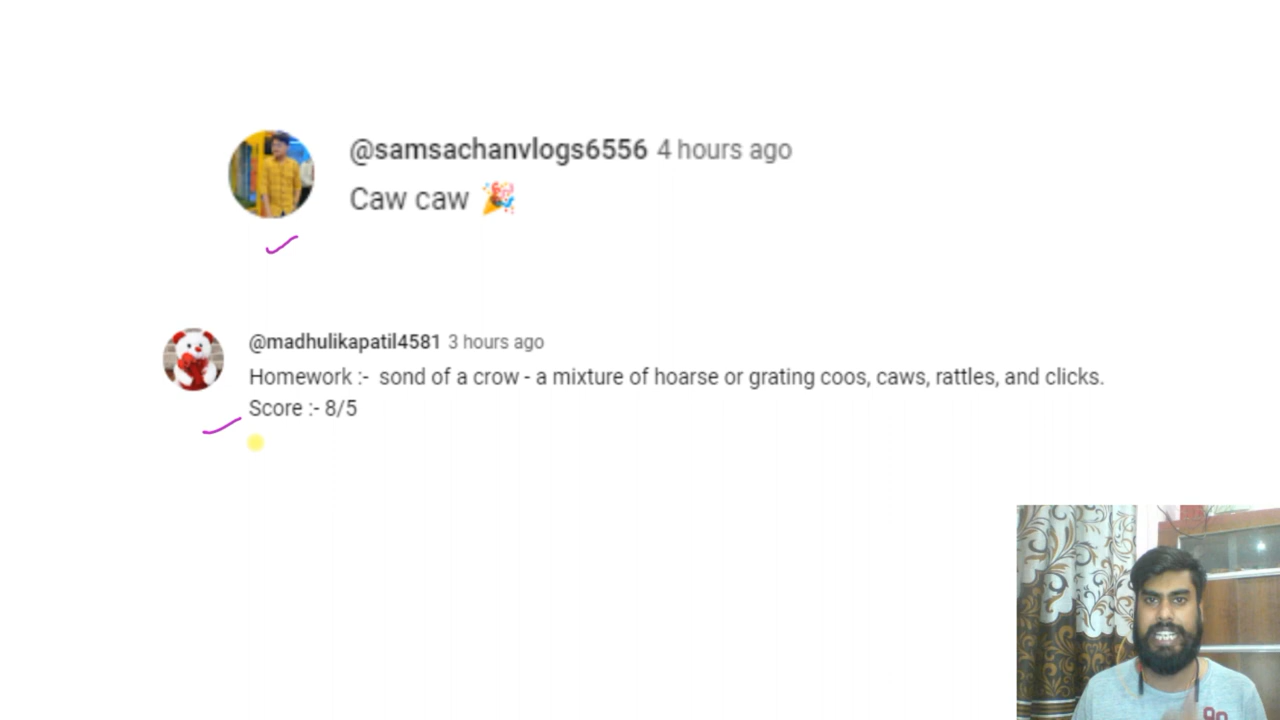 @samsachanvlogs6556 4 hours ago
Caw caw 🎉
@madhulikapatil4581 3 hours ago
Homework :- sond of a crow - a mixture of hoarse or grating coos, caws, rattles, and clicks.
Score :- 8/5